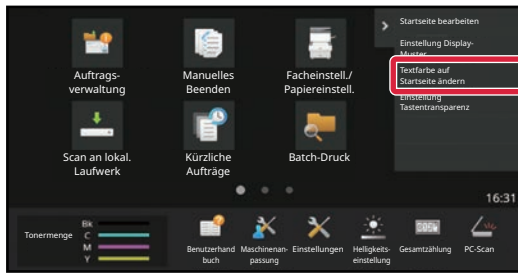 Startseite bearbeiten
Einstellung Display-
Muster
Textfarbe auf
Startseite ändern
Einstellung
Tastentransparenz
Auftrags-
verwaltung
Manuelles
Beenden
Facheinstell./
Papiereinstell.
Scan an lokal.
Laufwerk
Kürzliche
Aufträge
Batch-Druck
16:31
Tonermenge
Bk
C
M
Y
Benutzerhand
buch
Maschinenan-
passung
Einstellungen
Helligkeits-
einstellung
Gesamtzählung
PC-Scan